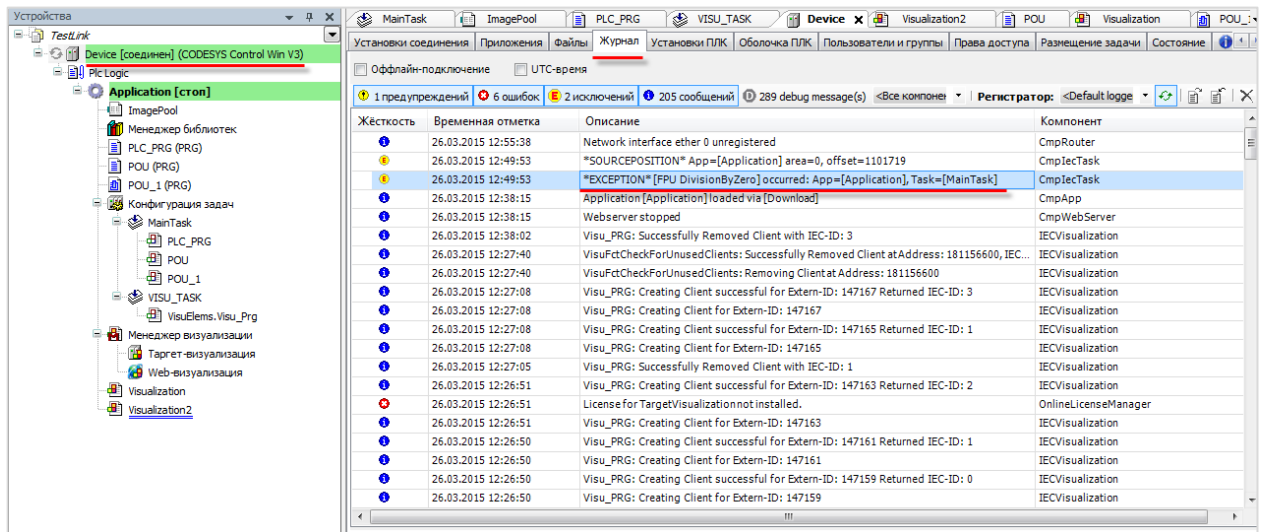 Устройства
TestLink
Device [соединен] (CODESYS Control Win V3)
Plc Logic
Application [стоп]
ImagePool
Менеджер библиотек
PLC_PRG (PRG)
POU (PRG)
POU_1 (PRG)
Конфигурация задач
MainTask
PLC_PRG
POU
POU_1
VISU_TASK
VisuElems.Visu_Prg
Менеджер визуализации
Таргет-визуализация
Web-визуализация
Visualization
Visualization2
MainTask ImagePool PLC_PRG VISU_TASK Device Visualization2 POU Visualization POU_1
Установки соединения Приложения Файлы Журнал Установки ПЛК Оболочка ПЛК Пользователи и группы Права доступа Размещение задачи Состояние
Оффлайн-подключение UTC-время
1 предупреждений 6 ошибок 2 исключений 205 сообщений 289 debug message(s) <Все компонен Регистратор: <Default logge
Жёсткость Временная отметка Описание Компонент
26.03.2015 12:55:38 Network interface ether 0 unregistered CmpRouter
26.03.2015 12:49:53 *SOURCEPOSITION* App=[Application] area=0, offset=1101719 CmpIecTask
26.03.2015 12:49:53 *EXCEPTION* [FPU DivisionByZero] occurred: App=[Application], Task=[MainTask] CmpIecTask
26.03.2015 12:38:15 Application [Application] loaded via [Download] CmpApp
26.03.2015 12:38:15 Webserver stopped CmpWebServer
26.03.2015 12:38:02 Visu_PRG: Successfully Removed Client with IEC-ID: 3 IECVisualization
26.03.2015 12:27:40 VisuFctCheckForUnusedClients: Successfully Removed Client at Address: 181156600, IEC... IECVisualization
26.03.2015 12:27:40 VisuFctCheckForUnusedClients: Removing Client at Address: 181156600 IECVisualization
26.03.2015 12:27:08 Visu_PRG: Creating Client successful for Extern-ID: 147167 Returned IEC-ID: 3 IECVisualization
26.03.2015 12:27:08 Visu_PRG: Creating Client for Extern-ID: 147167 IECVisualization
26.03.2015 12:27:08 Visu_PRG: Creating Client successful for Extern-ID: 147165 Returned IEC-ID: 1 IECVisualization
26.03.2015 12:27:08 Visu_PRG: Creating Client for Extern-ID: 147165 IECVisualization
26.03.2015 12:27:05 Visu_PRG: Successfully Removed Client with IEC-ID: 1 IECVisualization
26.03.2015 12:26:51 Visu_PRG: Creating Client successful for Extern-ID: 147163 Returned IEC-ID: 2 IECVisualization
26.03.2015 12:26:51 License for TargetVisualization not installed. OnlineLicenseManager
26.03.2015 12:26:51 Visu_PRG: Creating Client for Extern-ID: 147163 IECVisualization
26.03.2015 12:26:50 Visu_PRG: Creating Client successful for Extern-ID: 147161 Returned IEC-ID: 1 IECVisualization
26.03.2015 12:26:50 Visu_PRG: Creating Client for Extern-ID: 147161 IECVisualization
26.03.2015 12:26:50 Visu_PRG: Creating Client successful for Extern-ID: 147159 Returned IEC-ID: 0 IECVisualization
26.03.2015 12:26:50 Visu_PRG: Creating Client for Extern-ID: 147159 IECVisualization